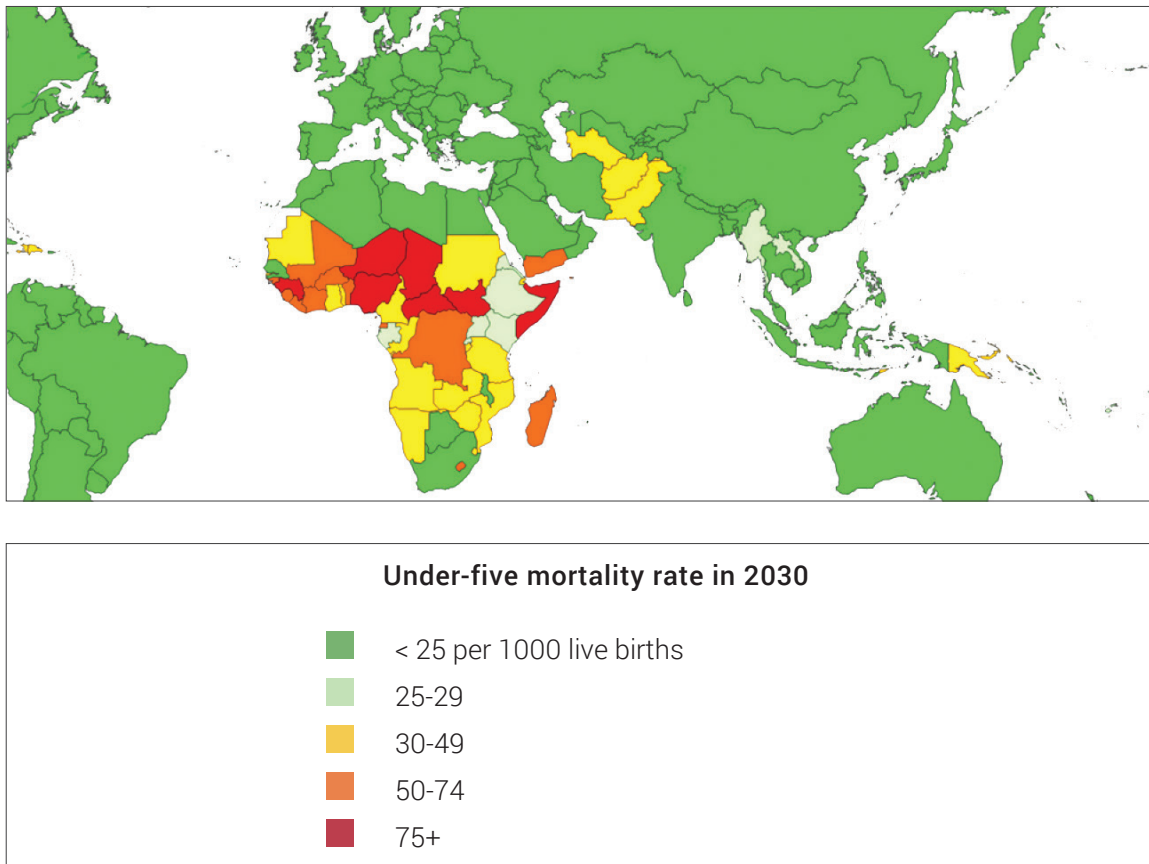 Under-five mortality rate in 2030
< 25 per 1000 live births
25-29
30-49
50-74
75+